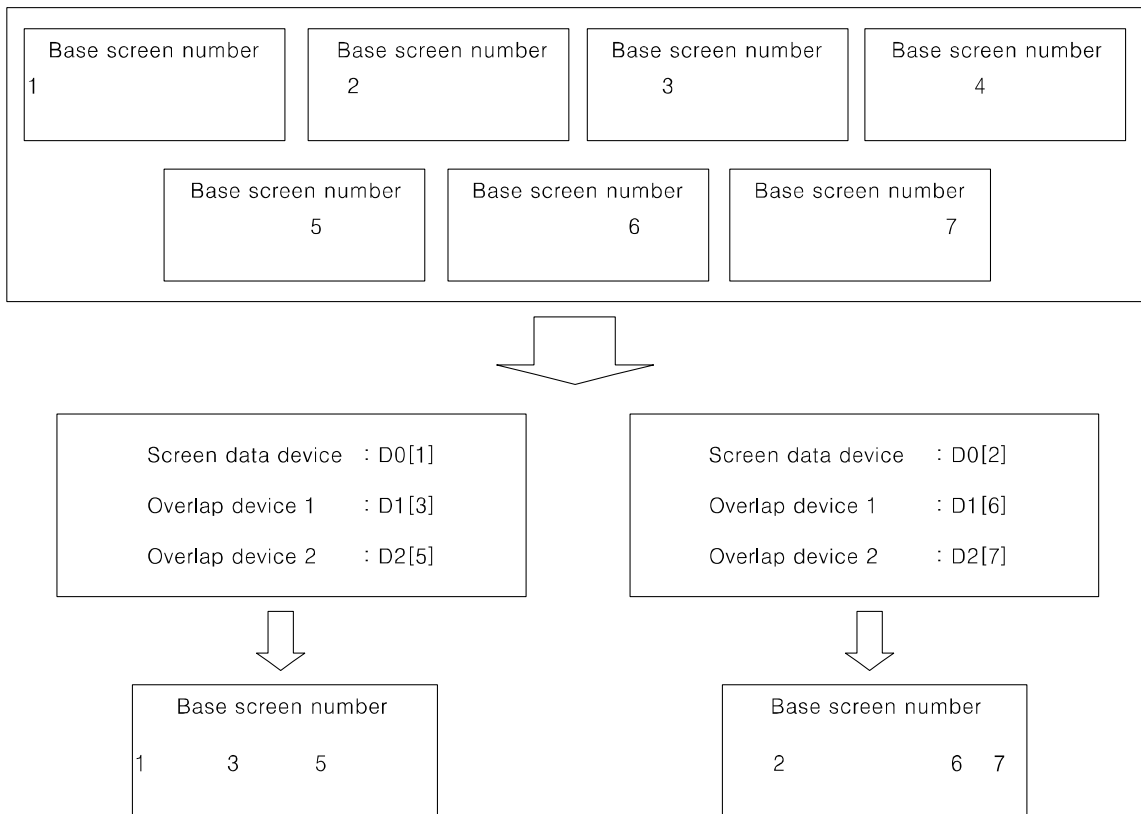 Base screen number
1
Base screen number
2
Base screen number
3
Base screen number
4
Base screen number
5
Base screen number
6
Base screen number
7
Screen data device : D0[1]
Overlap device 1 : D1[3]
Overlap device 2 : D2[5]
Screen data device : D0[2]
Overlap device 1 : D1[6]
Overlap device 2 : D2[7]
Base screen number
1 3 5
Base screen number
2 6 7